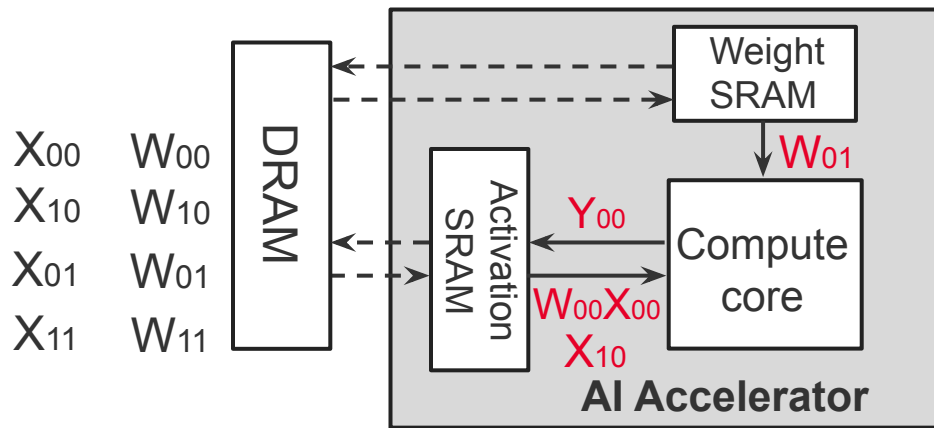 Weight
SRAM
W01
X00 W00
X10 W10
X01 W01
X11 W11
DRAM
Activation
SRAM
Y00
W00X00
X10
Compute
core
AI Accelerator